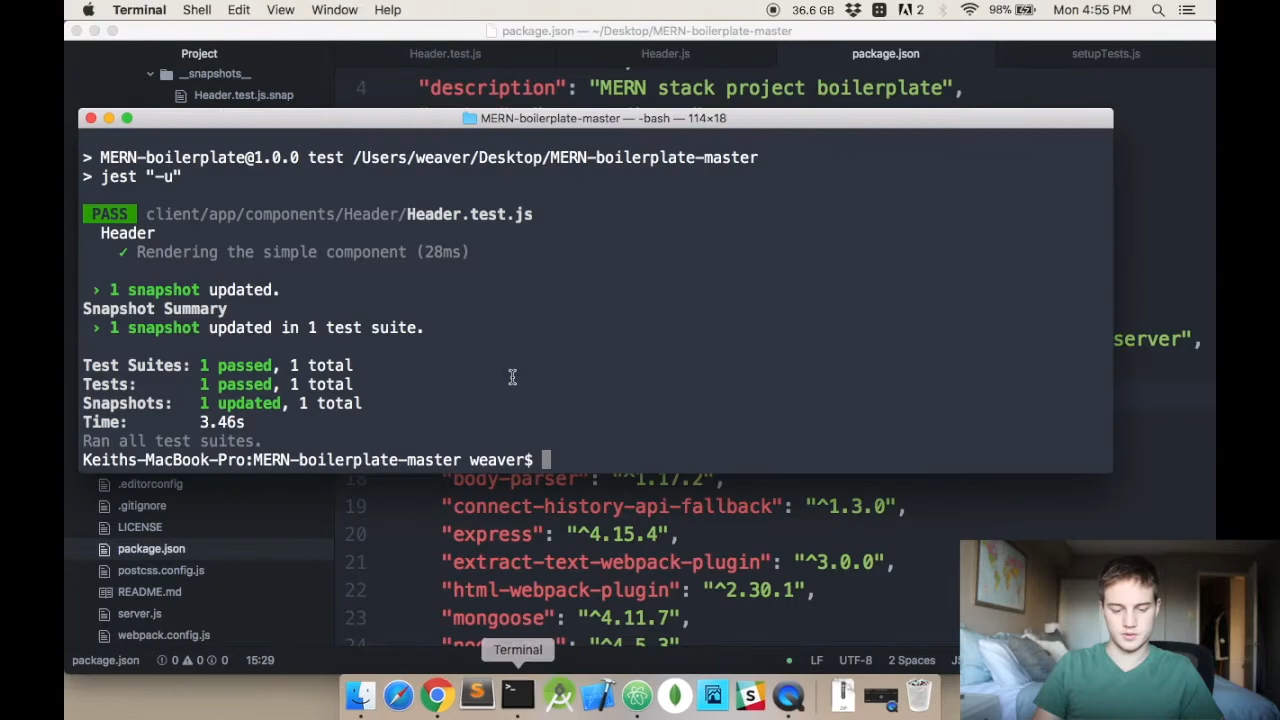 Terminal Shell Edit View Window Help 36.6 GB 2 98% Mon 4:55 PM
package.json — ~/Desktop/MERN-boilerplate-master
Project Header.test.js Header.js package.json setupTests.js
__snapshots__
Header.test.js.snap
4 "description": "MERN stack project boilerplate",
MERN-boilerplate-master — -bash — 114×18
> MERN-boilerplate@1.0.0 test /Users/weaver/Desktop/MERN-boilerplate-master
> jest "-u"
PASS client/app/components/Header/Header.test.js
Header
✓ Rendering the simple component (28ms)
› 1 snapshot updated.
Snapshot Summary
› 1 snapshot updated in 1 test suite.
server",
Test Suites: 1 passed, 1 total
Tests: 1 passed, 1 total
Snapshots: 1 updated, 1 total
Time: 3.46s
Ran all test suites.
Keiths-MacBook-Pro:MERN-boilerplate-master weaver$
.editorconfig
.gitignore
LICENSE
package.json
postcss.config.js
README.md
server.js
webpack.config.js
18 "body-parser": "^1.17.2",
19 "connect-history-api-fallback": "^1.3.0",
20 "express": "^4.15.4",
21 "extract-text-webpack-plugin": "^3.0.0",
22 "html-webpack-plugin": "^2.30.1",
23 "mongoose": "^4.11.7",
24
Terminal
package.json 0 0 0 15:29 LF UTF-8 2 Spaces